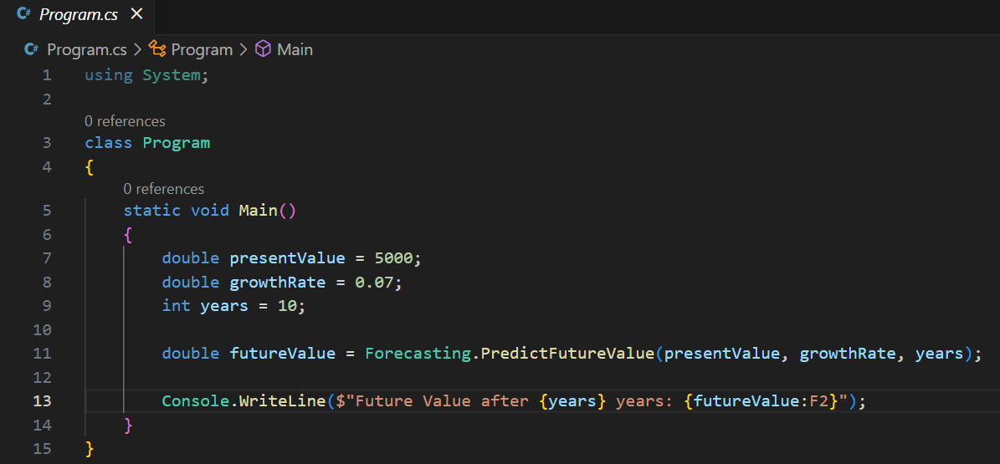 C# Program.cs ×
C# Program.cs > Program > Main
1 using System;
2
0 references
3 class Program
4 {
0 references
5 static void Main()
6 {
7 double presentValue = 5000;
8 double growthRate = 0.07;
9 int years = 10;
10
11 double futureValue = Forecasting.PredictFutureValue(presentValue, growthRate, years);
12
13 Console.WriteLine($"Future Value after {years} years: {futureValue:F2}");
14 }
15 }